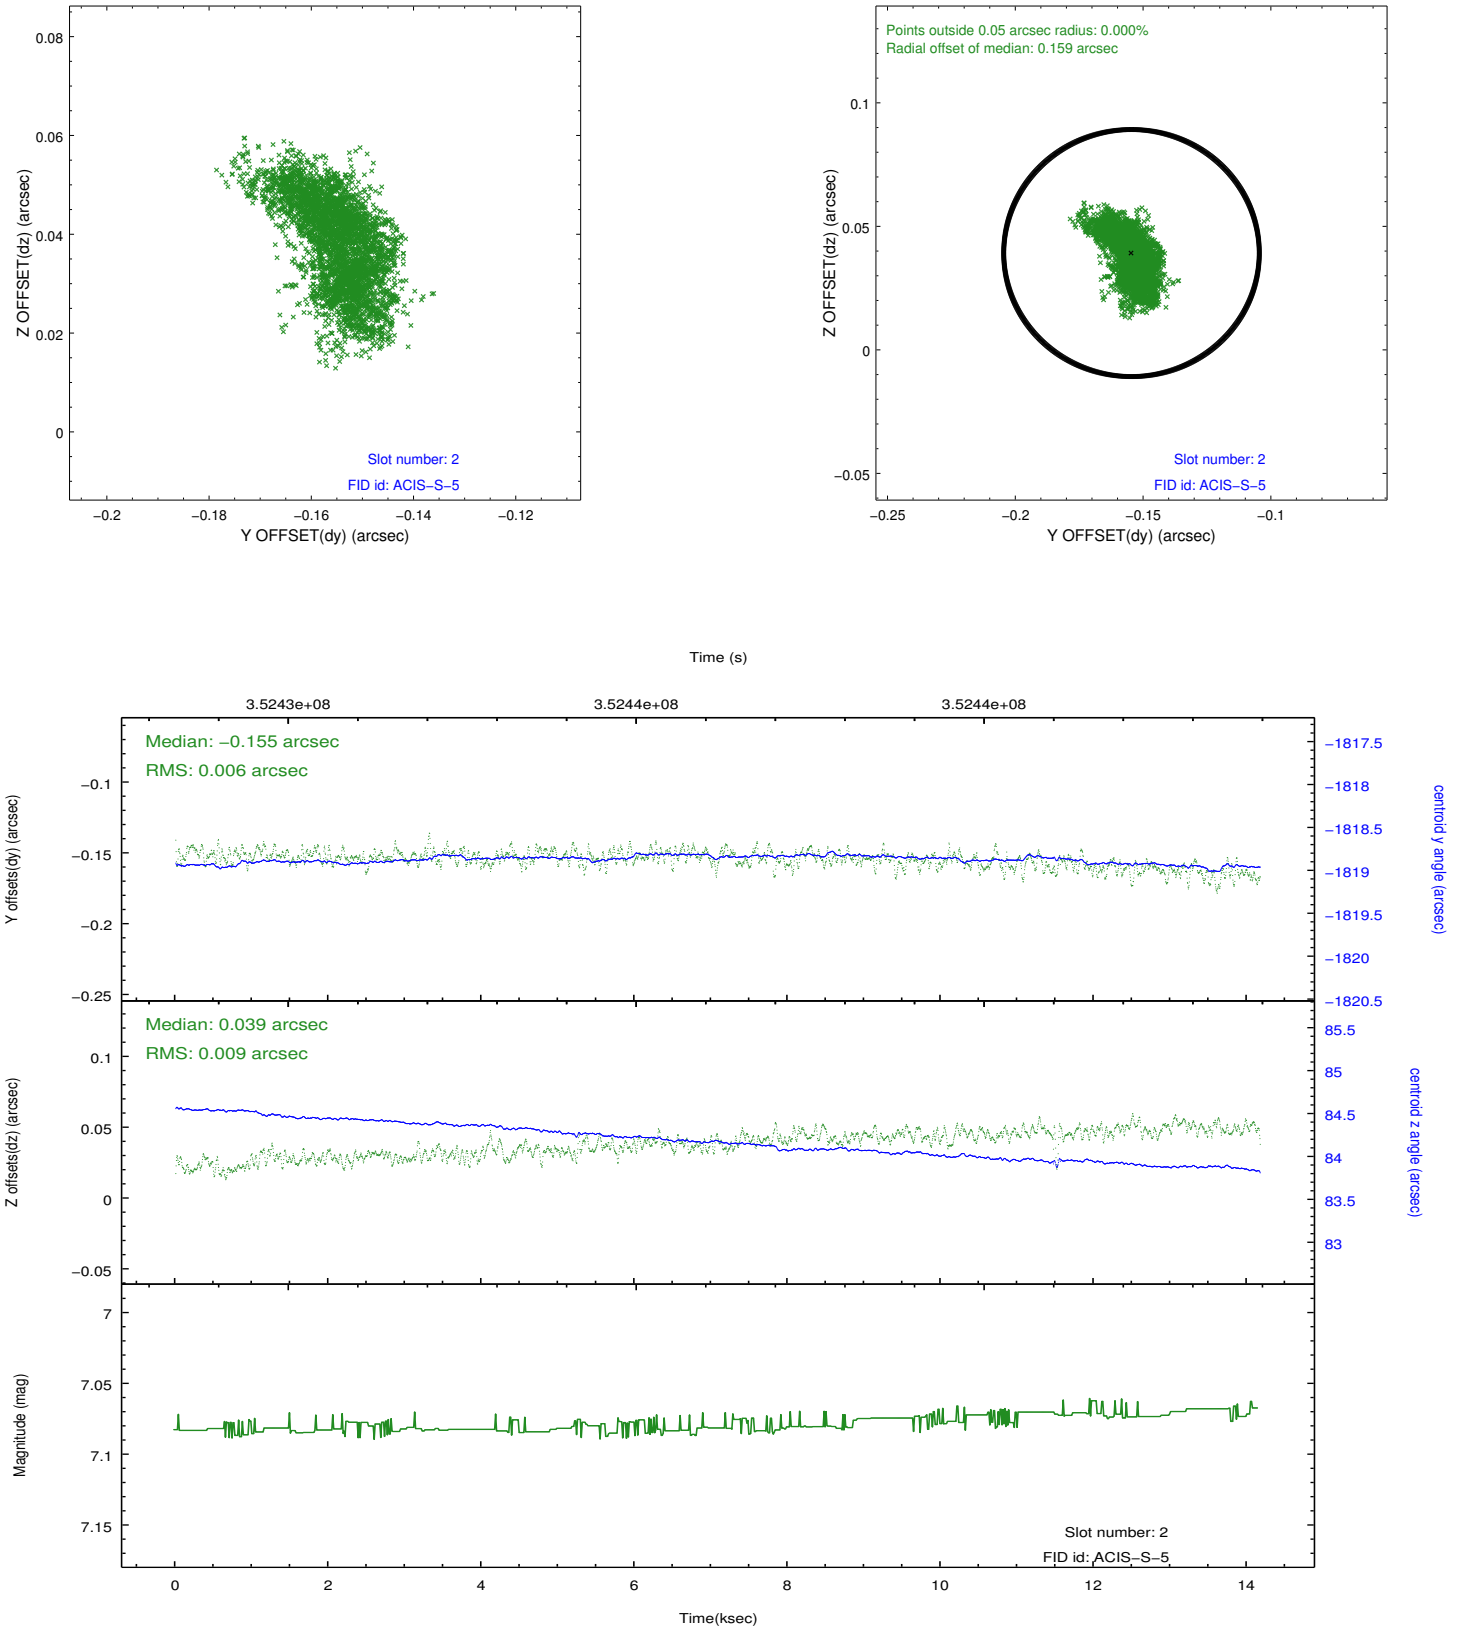 0.08
0.06
0.04
0.02
0
Z OFFSET(dz) (arcsec)
Slot number: 2
FID id: ACIS−S−5
−0.2
−0.18
−0.16
−0.14
−0.12
Y OFFSET(dy) (arcsec)
Points outside 0.05 arcsec radius: 0.000%
Radial offset of median: 0.159 arcsec
0.1
0.05
0
−0.05
Z OFFSET(dz) (arcsec)
Slot number: 2
FID id: ACIS−S−5
−0.25
−0.2
−0.15
−0.1
Y OFFSET(dy) (arcsec)
Time (s)
3.5243e+08
3.5244e+08
3.5244e+08
Median: −0.155 arcsec
RMS: 0.006 arcsec
−0.1
−0.15
−0.2
−0.25
Y offsets(dy) (arcsec)
−1817.5
−1818
−1818.5
−1819
−1819.5
−1820
−1820.5
centroid y angle (arcsec)
Median: 0.039 arcsec
RMS: 0.009 arcsec
0.1
0.05
0
−0.05
Z offsets(dz) (arcsec)
85.5
85
84.5
84
83.5
83
centroid z angle (arcsec)
7
7.05
7.1
7.15
Magnitude (mag)
Slot number: 2
FID id: ACIS−S−5
0
2
4
6
8
10
12
14
Time(ksec)